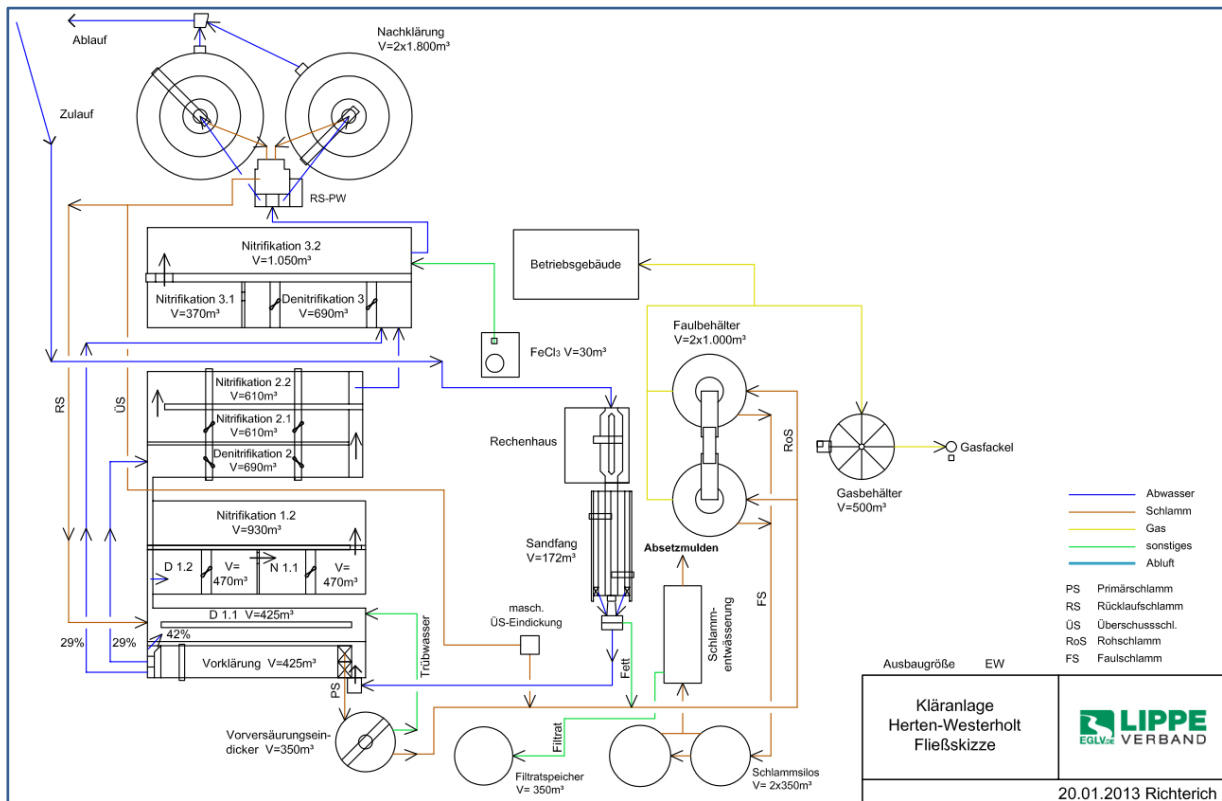 Ablauf
Zulauf
Nachklärung
V=2x1.800m³
RS-PW
Nitrifikation 3.2
V=1.050m³
Nitrifikation 3.1
V=370m³
Denitrifikation 3
V=690m³
Betriebsgebäude
FeCl₃ V=30m³
Faulbehälter
V=2x1.000m³
RS
ÜS
Nitrifikation 2.2
V=610m³
Nitrifikation 2.1
V=610m³
Denitrifikation 2
V=690m³
Rechenhaus
RoS
Gasfackel
Gasbehälter
V=500m³
Nitrifikation 1.2
V=930m³
D 1.2
V=
470m³
N 1.1
V=
470m³
Sandfang
V=172m³
Absetzmulden
FS
D 1.1 V=425m³
masch.
ÜS-Eindickung
Schlamm-
entwässerung
29%
29%
42%
Vorklärung V=425m³
Trübwasser
PS
Fett
Vorversäuerungsein-
dicker V=350m³
Filtrat
Filtratspeicher
V= 350m³
Schlammsilos
V= 2x350m³
Abwasser
Schlamm
Gas
sonstiges
Abluft
PS Primärschlamm
RS Rücklaufschlamm
ÜS Überschussschl.
RoS Rohschlamm
FS Faulschlamm
Ausbaugröße EW
Kläranlage
Herten-Westerholt
Fließskizze
EGLV.DE
LIPPE
VERBAND
20.01.2013 Richterich